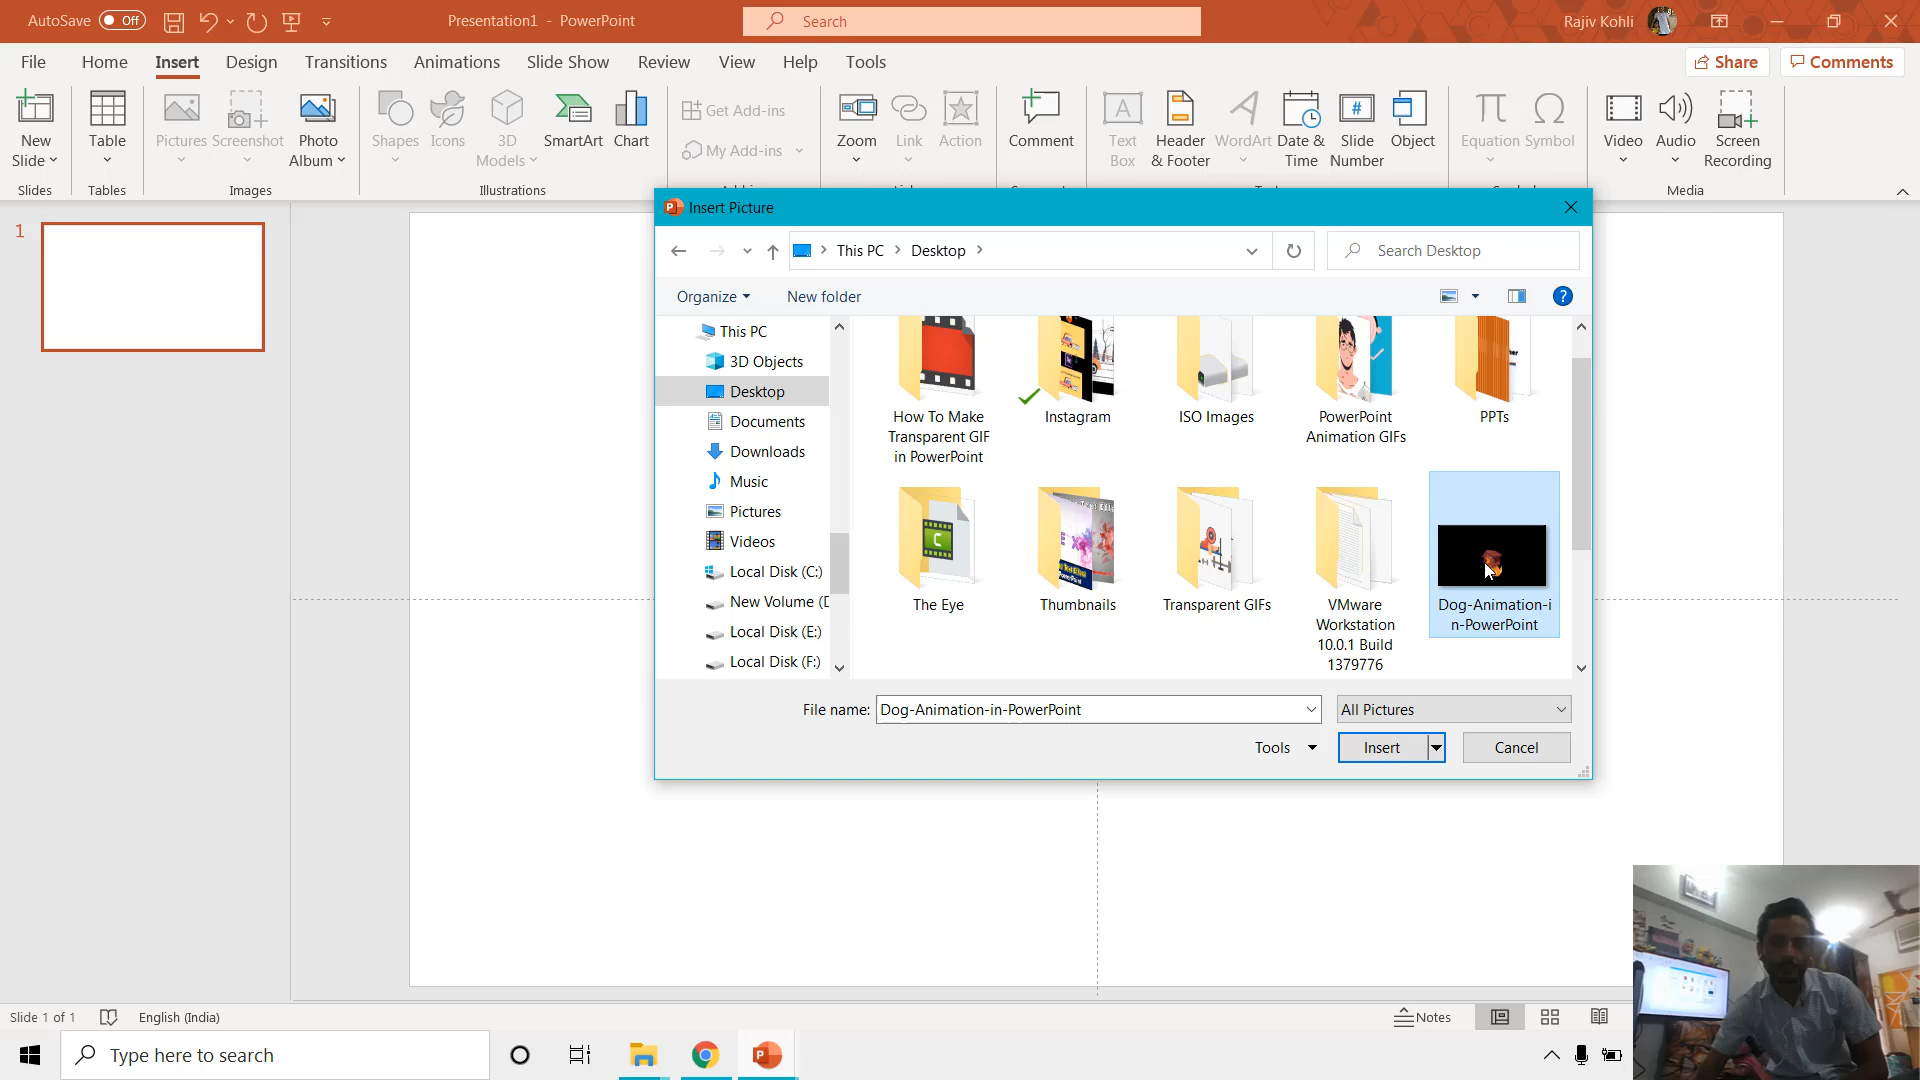 AutoSave Off Presentation1 - PowerPoint Search Rajiv Kohli
File Home Insert Design Transitions Animations Slide Show Review View Help Tools Share Comments
New Slide
Table
Pictures
Screenshot
Photo Album
Shapes
Icons
3D Models
SmartArt
Chart
Get Add-ins
My Add-ins
Zoom
Link
Action
Comment
Text Box
Header & Footer
WordArt
Date & Time
Slide Number
Object
Equation
Symbol
Video
Audio
Screen Recording
Slides Tables Images Illustrations Media
1
Insert Picture
This PC Desktop Search Desktop
Organize New folder
This PC
3D Objects
Desktop
Documents
Downloads
Music
Pictures
Videos
Local Disk (C:)
New Volume (D
Local Disk (E:)
Local Disk (F:)
How To Make
Transparent GIF
in PowerPoint
Instagram
ISO Images
PowerPoint
Animation GIFs
PPTs
The Eye
Thumbnails
Transparent GIFs
VMware
Workstation
10.0.1 Build
1379776
Dog-Animation-i
n-PowerPoint
File name: Dog-Animation-in-PowerPoint All Pictures
Tools Insert Cancel
Slide 1 of 1 English (India) Notes
Type here to search